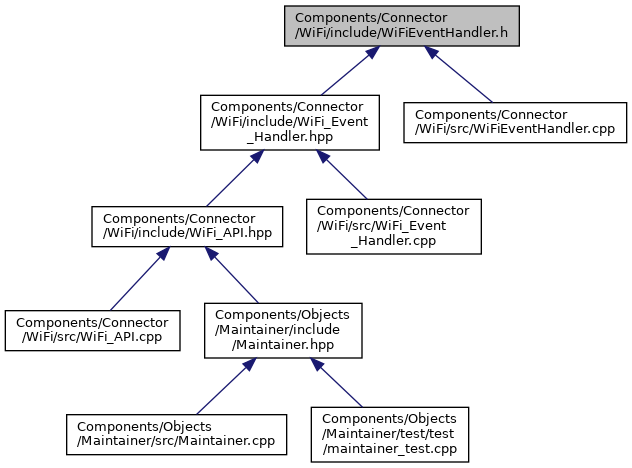 Components/Connector
/WiFi/include/WiFiEventHandler.h
Components/Connector
/WiFi/include/WiFi_Event
_Handler.hpp
Components/Connector
/WiFi/src/WiFiEventHandler.cpp
Components/Connector
/WiFi/include/WiFi_API.hpp
Components/Connector
/WiFi/src/WiFi_Event
_Handler.cpp
Components/Connector
/WiFi/src/WiFi_API.cpp
Components/Objects
/Maintainer/include
/Maintainer.hpp
Components/Objects
/Maintainer/src/Maintainer.cpp
Components/Objects
/Maintainer/test/test
/maintainer_test.cpp